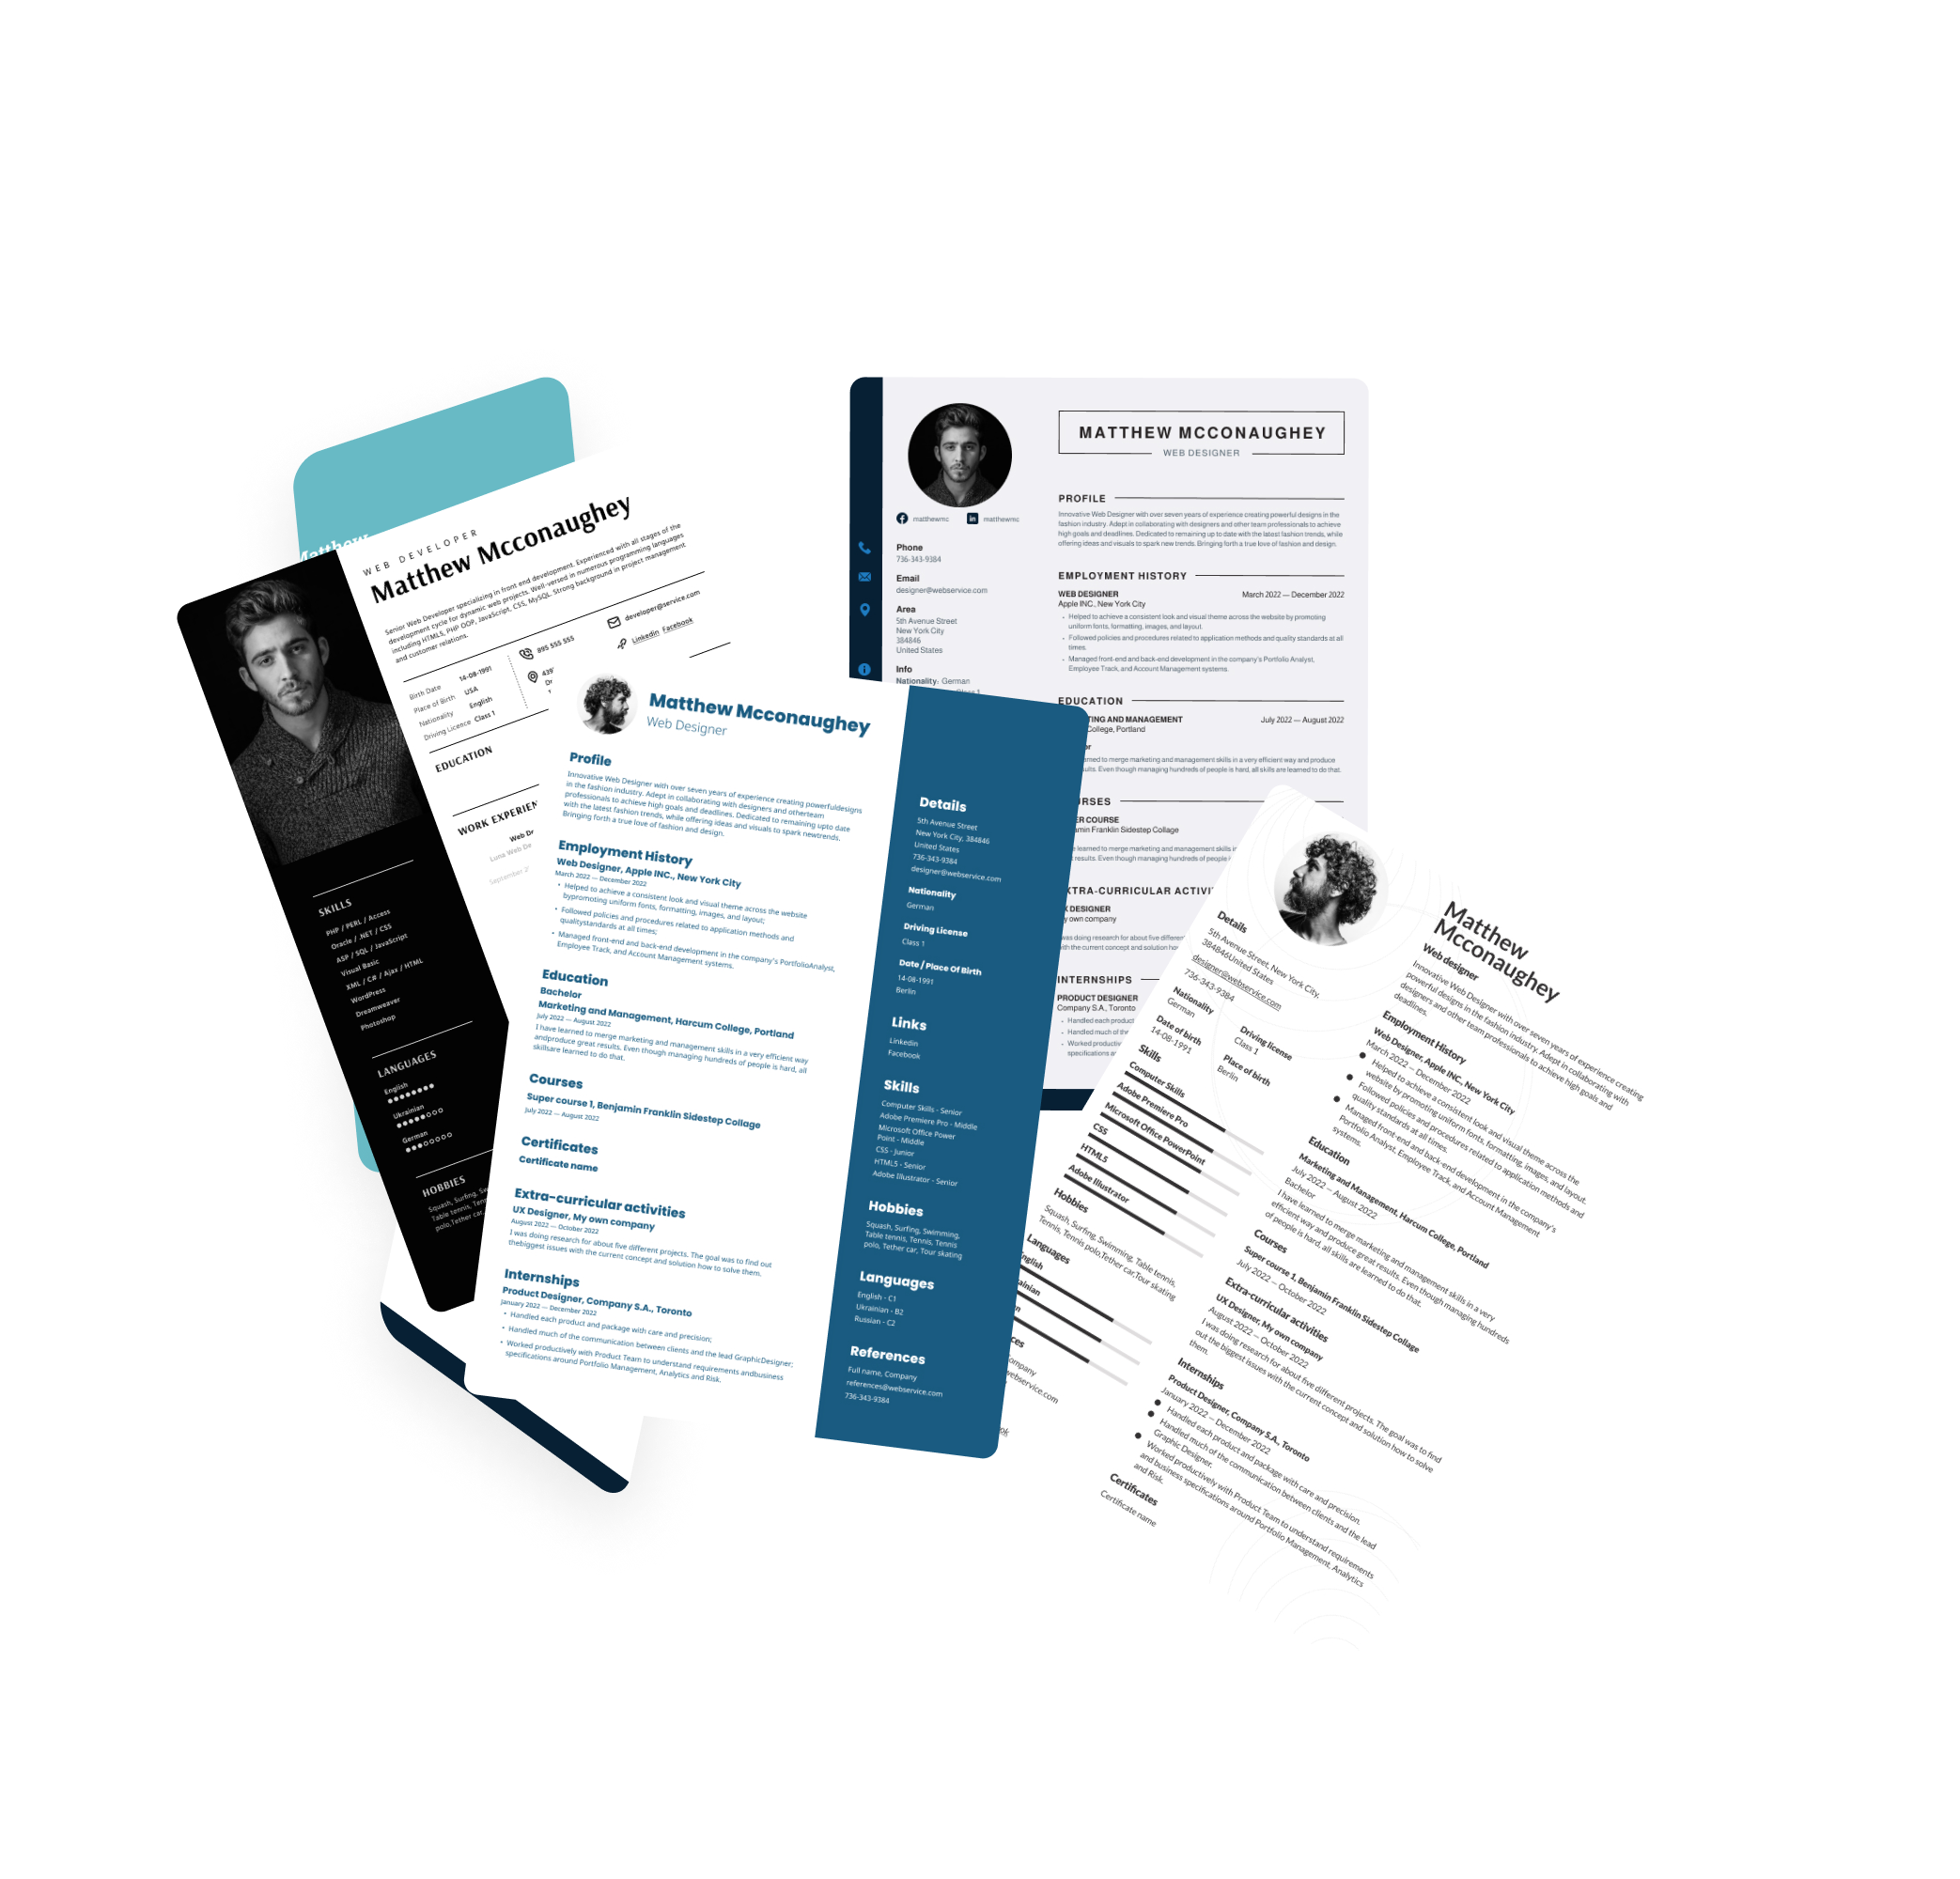 Matthew
WEB DEVELOPER
Matthew Mcconaughey
Senior Web Developer specializing in front end development. Experienced with all stages of the
development cycle for dynamic web projects. Well-versed in numerous programming languages
including HTML5, PHP OOP, JavaScript, CSS, MySQL. Strong background in project management
and customer relations.
Birth Date 14-08-1991
Place of Birth USA
Nationality English
Driving Licence Class 1
895 555 555
developer@service.com
Linkedin Facebook
EDUCATION
WORK EXPERIEN
Web De
Luna Web De
September 2
SKILLS
PHP / PERL / Access
Oracle / .NET / CSS
ASP / SQL / JavaScript
Visual Basic
XML / C# / Ajax / HTML
WordPress
Dreamweaver
Photoshop
LANGUAGES
English
Ukrainian
German
HOBBIES
Squash, Surfing, Sw
Table tennis, Ten
polo, Tether car,
Matthew Mcconaughey
Web Designer
Profile
Innovative Web Designer with over seven years of experience creating powerfuldesigns
in the fashion industry. Adept in collaborating with designers and otherteam
professionals to achieve high goals and deadlines. Dedicated to remaining upto date
with the latest fashion trends, while offering ideas and visuals to spark newtrends.
Bringing forth a true love of fashion and design.
Employment History
Web Designer, Apple INC., New York City
March 2022 — December 2022
• Helped to achieve a consistent look and visual theme across the website
bypromoting uniform fonts, formatting, images, and layout;
• Followed policies and procedures related to application methods and
qualitystandards at all times;
• Managed front-end and back-end development in the company's PortfolioAnalyst,
Employee Track, and Account Management systems.
Education
Bachelor
Marketing and Management, Harcum College, Portland
July 2022 — August 2022
I have learned to merge marketing and management skills in a very efficient way
andproduce great results. Even though managing hundreds of people is hard, all
skillsare learned to do that.
Courses
Super course 1, Benjamin Franklin Sidestep Collage
July 2022 — August 2022
Certificates
Certificate name
Extra-curricular activities
UX Designer, My own company
August 2022 — October 2022
I was doing research for about five different projects. The goal was to find out
thebiggest issues with the current concept and solution how to solve them.
Internships
Product Designer, Company S.A., Toronto
January 2022 — December 2022
• Handled each product and package with care and precision;
• Handled much of the communication between clients and the lead GraphicDesigner;
• Worked productively with Product Team to understand requirements andbusiness
specifications around Portfolio Management, Analytics and Risk.
Details
5th Avenue Street
New York City, 384846
United States
736-343-9384
designer@webservice.com
Nationality
German
Driving License
Class 1
Date / Place Of Birth
14-08-1991
Berlin
Links
Linkedin
Facebook
Skills
Computer Skills - Senior
Adobe Premiere Pro - Middle
Microsoft Office Power
Point - Middle
CSS - Junior
HTML5 - Senior
Adobe Illustrator - Senior
Hobbies
Squash, Surfing, Swimming,
Table tennis, Tennis, Tennis
polo, Tether car, Tour skating
Languages
English - C1
Ukrainian - B2
Russian - C2
References
Full name, Company
references@webservice.com
736-343-9384
matthewmc matthewmc
Phone
736-343-9384
Email
designer@webservice.com
Area
5th Avenue Street
New York City
384846
United States
Info
Nationality: German
MATTHEW MCCONAUGHEY
WEB DESIGNER
PROFILE
Innovative Web Designer with over seven years of experience creating powerful designs in the
fashion industry. Adept in collaborating with designers and other team professionals to achieve
high goals and deadlines. Dedicated to remaining up to date with the latest fashion trends, while
offering ideas and visuals to spark new trends. Bringing forth a true love of fashion and design.
EMPLOYMENT HISTORY
WEB DESIGNER March 2022 — December 2022
Apple INC., New York City
• Helped to achieve a consistent look and visual theme across the website by promoting
uniform fonts, formatting, images, and layout.
• Followed policies and procedures related to application methods and quality standards at all
times.
• Managed front-end and back-end development in the company's Portfolio Analyst,
Employee Track, and Account Management systems.
EDUCATION
TING AND MANAGEMENT July 2022 — August 2022
College, Portland
or
arned to merge marketing and management skills in a very efficient way and produce
sults. Even though managing hundreds of people is hard, all skills are learned to do that.
URSES
ER COURSE
amin Franklin Sidestep Collage
e learned to merge marketing and management skills in
t results. Even though managing hundreds of people i
XTRA-CURRICULAR ACTIVI
X DESIGNER
y own company
was doing research for about five differen
th the current concept and solution how
INTERNSHIPS
PRODUCT DESIGNER
Company S.A., Toronto
• Handled each product
• Handled much of the
• Worked productiv
specifications a
Details
5th Avenue Street, New York City,
384846United States
designer@webservice.com
736-343-9384
Nationality
German
Driving license
Class 1
Date of birth
14-08-1991
Place of birth
Berlin
Skills
Computer Skills
Adobe Premiere Pro
Microsoft Office PowerPoint
CSS
HTML5
Adobe Illustrator
Hobbies
Squash, Surfing, Swimming, Table tennis,
Tennis, Tennis polo,Tether car,Tour skating
Languages
nglish
ainian
n
ces
ompany
webservice.com
ok
Matthew
Mcconaughey
Web designer
Innovative Web Designer with over seven years of experience creating
powerful designs in the fashion industry. Adept in collaborating with
designers and other team professionals to achieve high goals and
deadlines.
Employment History
Web Designer, Apple INC, New York City
March 2022 — December 2022
● Helped to achieve a consistent look and visual theme across the
website by promoting uniform fonts, formatting, images, and layout.
● Followed policies and procedures related to application methods and
quality standards at all times.
● Managed front-end and back-end development in the company's
Portfolio Analyst, Employee Track, and Account Management
systems.
Education
Marketing and Management, Harcum College, Portland
July 2022 — August 2022
Bachelor
I have learned to merge marketing and management skills in a very
efficient way and produce great results. Even though managing hundreds
of people is hard, all skills are learned to do that.
Courses
Super course 1, Benjamin Franklin Sidestep Collage
July 2022 — October 2022
Extra-curricular activities
UX Designer, My own company
August 2022 — October 2022
I was doing research for about five different projects. The goal was to find
out the biggest issues with the current concept and solution how to solve
them.
Internships
Product Designer, Company S.A., Toronto
January 2022 — December 2022
● Handled each product and package with care and precision.
● Handled much of the communication between clients and the lead
Graphic Designer.
● Worked productively with Product Team to understand requirements
and business specifications around Portfolio Management, Analytics
and Risk.
Certificates
Certificate name